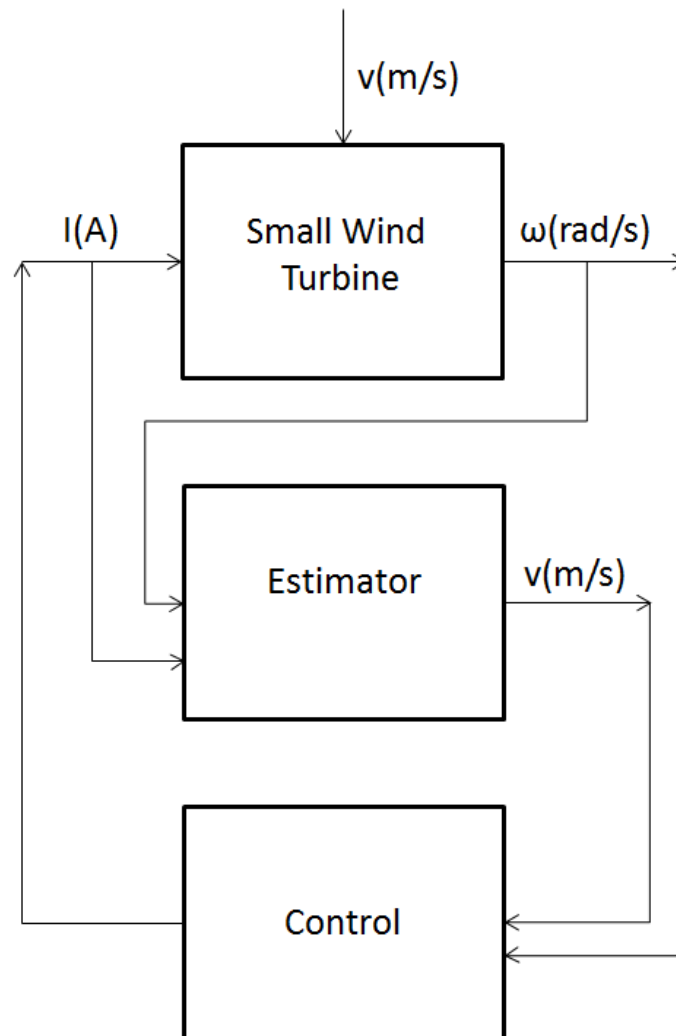 v(m/s)
I(A)
Small Wind
Turbine
ω(rad/s)
Estimator
v(m/s)
Control